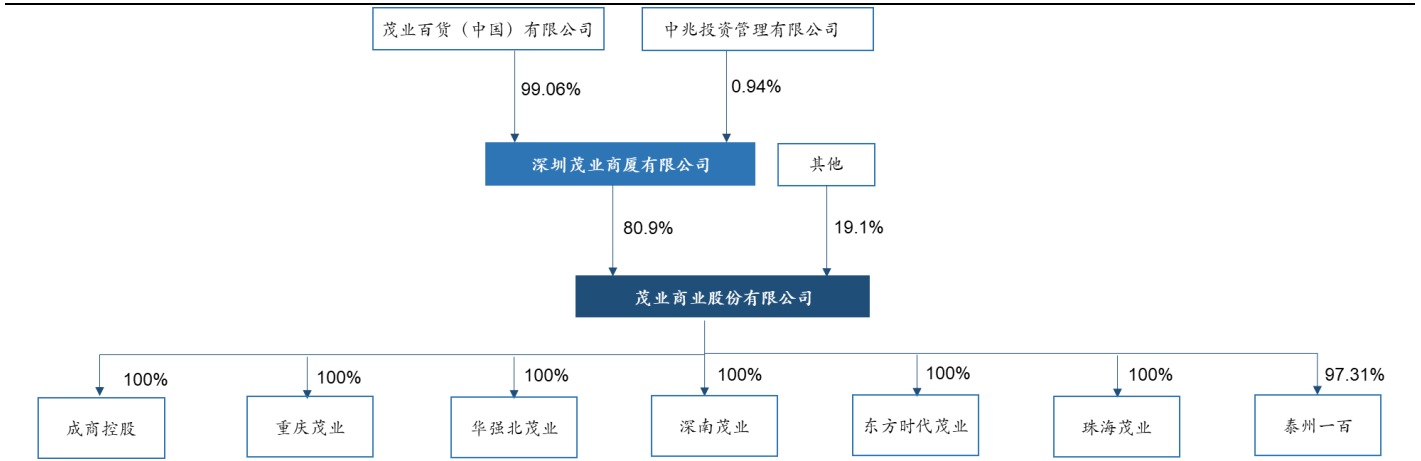 茂业百货（中国）有限公司
中兆投资管理有限公司
99.06%
0.94%
深圳茂业商厦有限公司
其他
80.9%
19.1%
茂业商业股份有限公司
100%
100%
100%
100%
100%
100%
97.31%
成商控股
重庆茂业
华强北茂业
深南茂业
东方时代茂业
珠海茂业
泰州一百